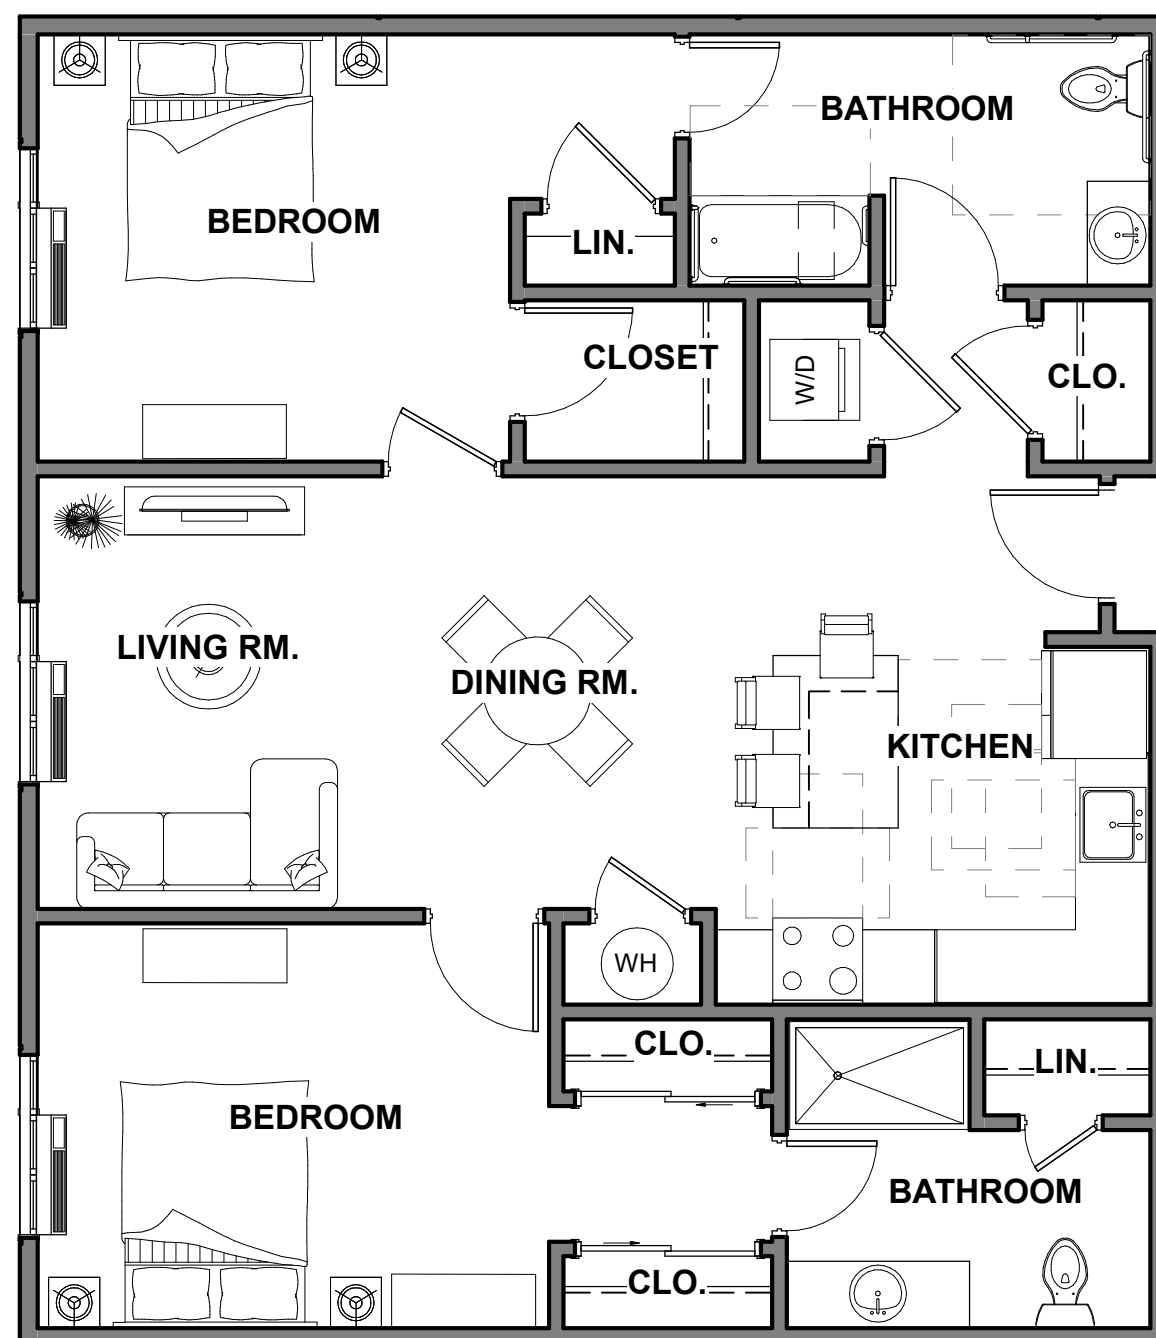 BATHROOM
BEDROOM
LIN.
CLOSET
W/D
CLO.
LIVING RM.
DINING RM.
KITCHEN
WH
CLO.
LIN.
BEDROOM
BATHROOM
CLO.